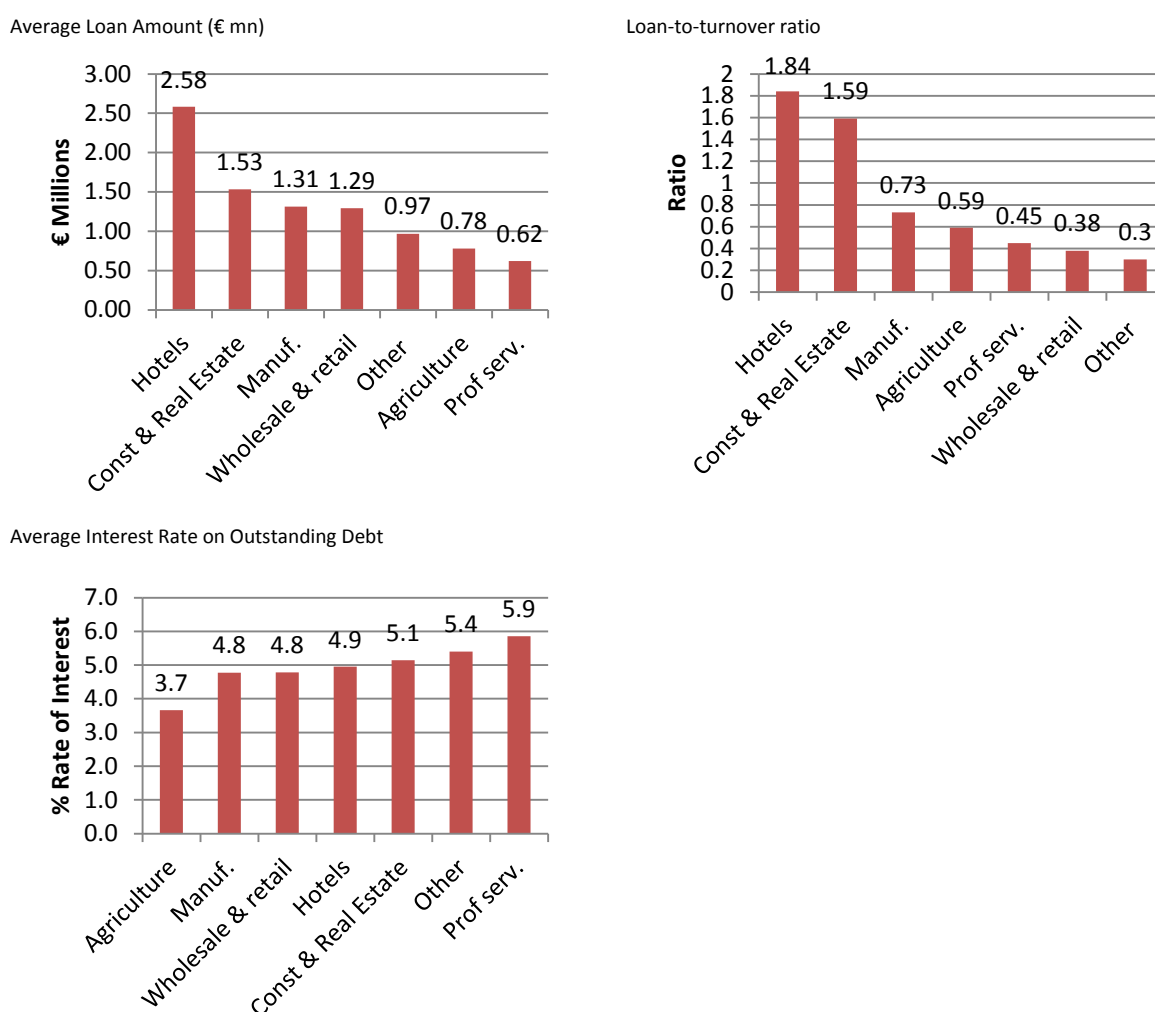 Average Loan Amount (€ mn)
€ Millions
3.00
2.50
2.00
1.50
1.00
0.50
0.00
2.58
1.53
1.31
1.29
0.97
0.78
0.62
Hotels
Const & Real Estate
Manuf.
Wholesale & retail
Other
Agriculture
Prof serv.
Loan-to-turnover ratio
Ratio
2
1.8
1.6
1.4
1.2
1
0.8
0.6
0.4
0.2
0
1.84
1.59
0.73
0.59
0.45
0.38
0.3
Hotels
Const & Real Estate
Manuf.
Agriculture
Prof serv.
Wholesale & retail
Other
Average Interest Rate on Outstanding Debt
% Rate of Interest
7.0
6.0
5.0
4.0
3.0
2.0
1.0
0.0
3.7
4.8
4.8
4.9
5.1
5.4
5.9
Agriculture
Manuf.
Wholesale & retail
Hotels
Const & Real Estate
Other
Prof serv.